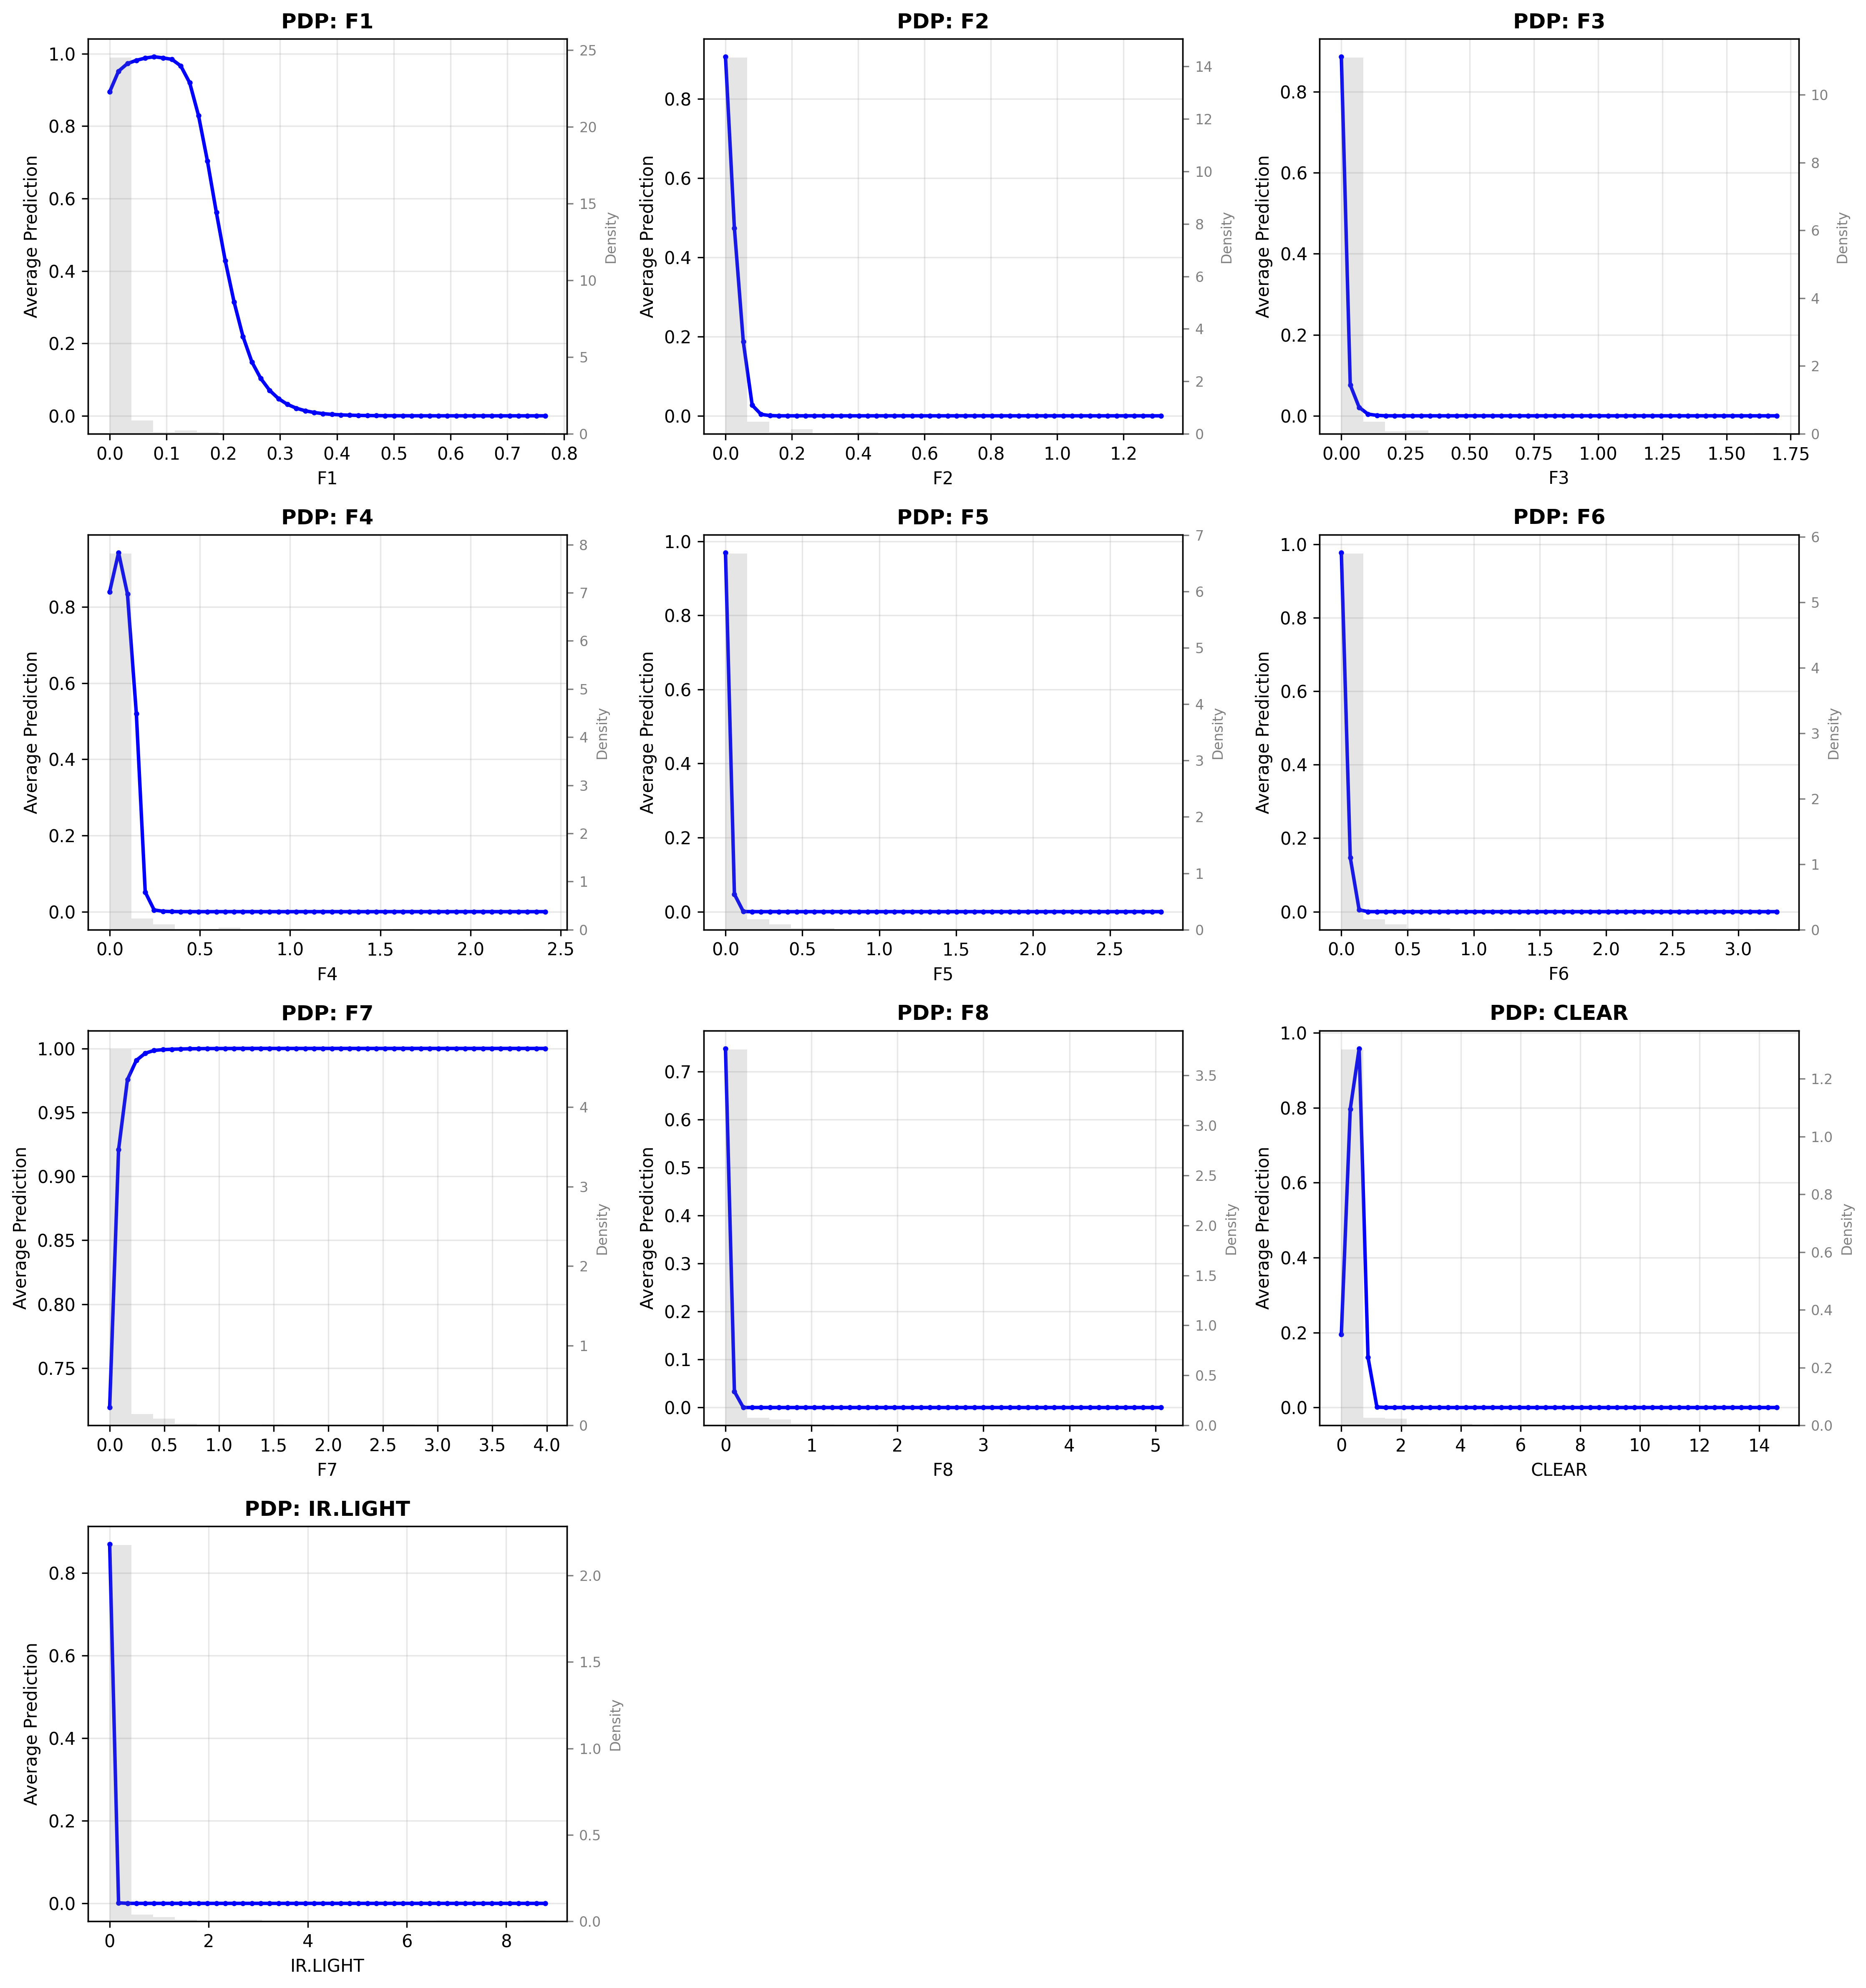 PDP: F1
PDP: F2
PDP: F3
1.0
0.8
0.6
0.4
0.2
0.0
Average Prediction
25
20
15
10
5
0
Density
0.0 0.1 0.2 0.3 0.4 0.5 0.6 0.7 0.8
F1
0.8
0.6
0.4
0.2
0.0
Average Prediction
14
12
10
8
6
4
2
0
Density
0.0 0.2 0.4 0.6 0.8 1.0 1.2
F2
0.8
0.6
0.4
0.2
0.0
Average Prediction
10
8
6
4
2
0
Density
0.00 0.25 0.50 0.75 1.00 1.25 1.50 1.75
F3
PDP: F4
PDP: F5
PDP: F6
0.8
0.6
0.4
0.2
0.0
Average Prediction
8
7
6
5
4
3
2
1
0
Density
0.0 0.5 1.0 1.5 2.0 2.5
F4
1.0
0.8
0.6
0.4
0.2
0.0
Average Prediction
7
6
5
4
3
2
1
0
Density
0.0 0.5 1.0 1.5 2.0 2.5
F5
1.0
0.8
0.6
0.4
0.2
0.0
Average Prediction
6
5
4
3
2
1
0
Density
0.0 0.5 1.0 1.5 2.0 2.5 3.0
F6
PDP: F7
PDP: F8
PDP: CLEAR
1.00
0.95
0.90
0.85
0.80
0.75
Average Prediction
4
3
2
1
0
Density
0.0 0.5 1.0 1.5 2.0 2.5 3.0 3.5 4.0
F7
0.7
0.6
0.5
0.4
0.3
0.2
0.1
0.0
Average Prediction
3.5
3.0
2.5
2.0
1.5
1.0
0.5
0.0
Density
0 1 2 3 4 5
F8
1.0
0.8
0.6
0.4
0.2
0.0
Average Prediction
1.2
1.0
0.8
0.6
0.4
0.2
0.0
Density
0 2 4 6 8 10 12 14
CLEAR
PDP: IR.LIGHT
0.8
0.6
0.4
0.2
0.0
Average Prediction
2.0
1.5
1.0
0.5
0.0
Density
0 2 4 6 8
IR.LIGHT